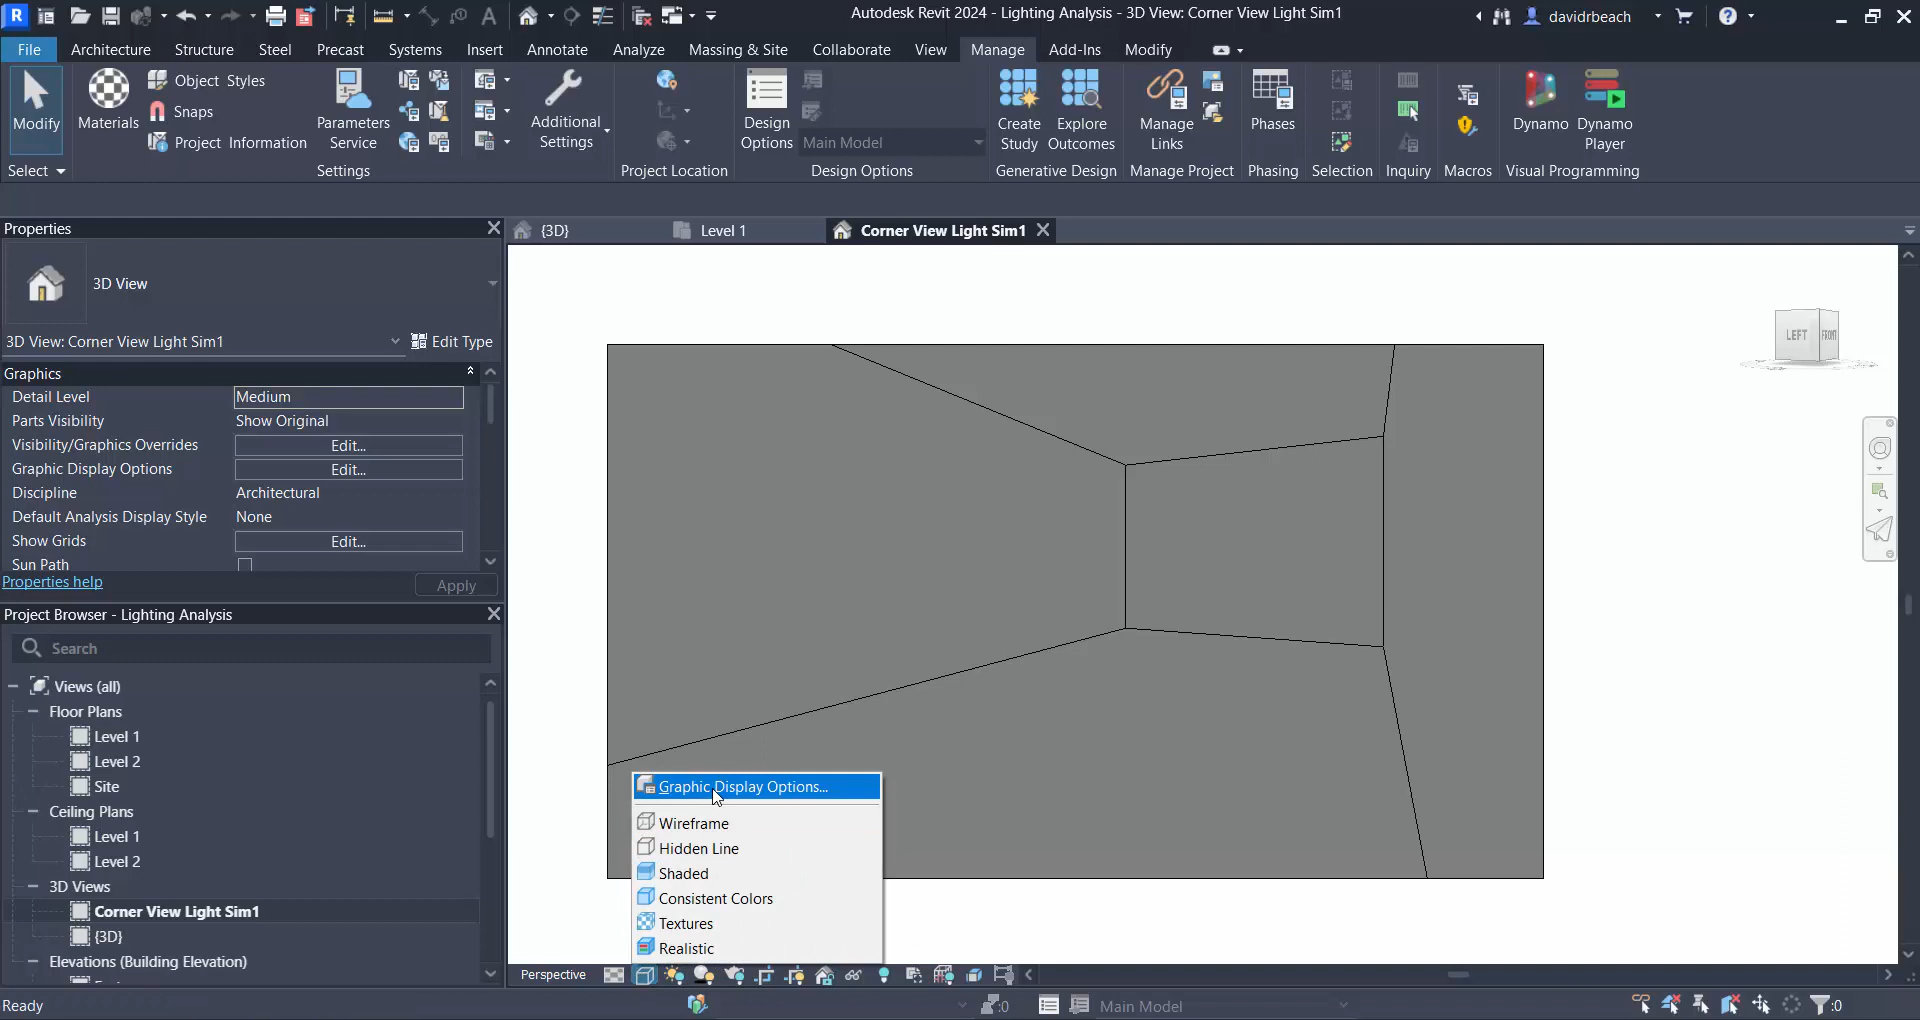 Autodesk Revit 2024 - Lighting Analysis - 3D View: Corner View Light Sim1
davidrbeach
File Architecture Structure Steel Precast Systems Insert Annotate Analyze Massing & Site Collaborate View Manage Add-Ins Modify
Modify
Materials
Object Styles
Snaps
Project Information
Parameters
Service
Additional
Settings
Design
Options
Main Model
Create
Study
Explore
Outcomes
Manage
Links
Phases
Dynamo
Dynamo
Player
Select
Settings
Project Location
Design Options
Generative Design
Manage Project
Phasing
Selection
Inquiry
Macros
Visual Programming
Properties
{3D}
Level 1
Corner View Light Sim1
3D View
3D View: Corner View Light Sim1
Edit Type
Graphics
Detail Level Medium
Parts Visibility Show Original
Visibility/Graphics Overrides Edit...
Graphic Display Options Edit...
Discipline Architectural
Default Analysis Display Style None
Show Grids Edit...
Sun Path
Properties help
Apply
LEFT FRONT
Project Browser - Lighting Analysis
Search
Views (all)
Floor Plans
Level 1
Level 2
Site
Ceiling Plans
Level 1
Level 2
3D Views
Corner View Light Sim1
{3D}
Elevations (Building Elevation)
Graphic Display Options...
Wireframe
Hidden Line
Shaded
Consistent Colors
Textures
Realistic
Perspective
Ready
:0
Main Model
:0